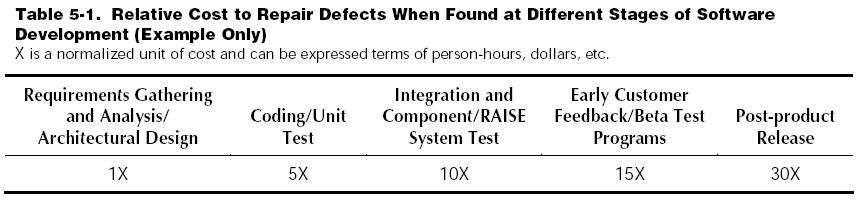 Table 5-1. Relative Cost to Repair Defects When Found at Different Stages of Software
Development (Example Only)
X is a normalized unit of cost and can be expressed terms of person-hours, dollars, etc.
Requirements Gathering
and Analysis/
Architectural Design
Coding/Unit
Test
Integration and
Component/RAISE
System Test
Early Customer
Feedback/Beta Test
Programs
Post-product
Release
1X
5X
10X
15X
30X